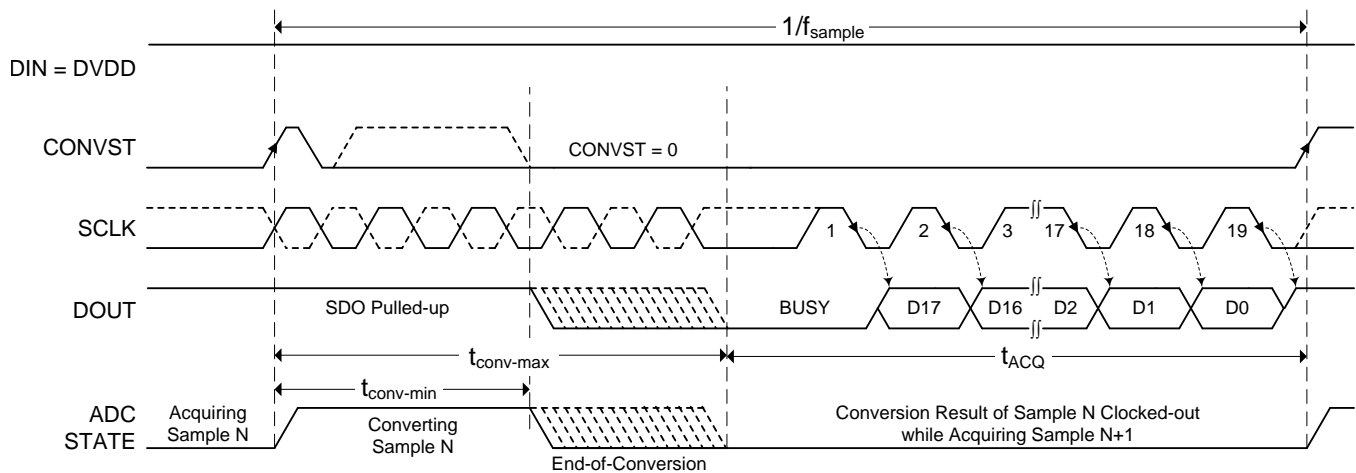 1/fsample
DIN = DVDD
CONVST
CONVST = 0
SCLK
1 2 3 ∫∫ 17 18 19
DOUT
SDO Pulled-up
BUSY D17 D16 ∫∫ D2 D1 D0
tconv-max
tACQ
tconv-min
ADC
STATE
Acquiring
Sample N
Converting
Sample N
End-of-Conversion
Conversion Result of Sample N Clocked-out
while Acquiring Sample N+1